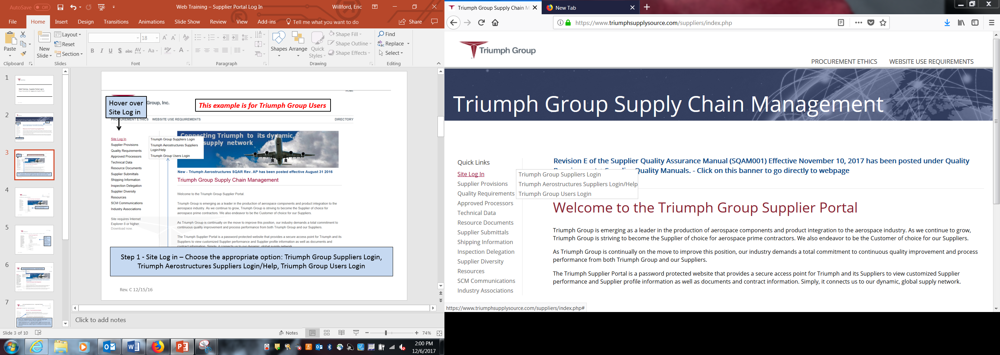 AutoSave Off
Web Training – Supplier Portal Log In
Willford, Eric
File Home Insert Design Transitions Animations Slide Show Review View Add-ins Tell me what you want to do Share
Paste
New
Slide
Layout
Reset
Section
18
B I U S abc AV Aa A
Shapes Arrange Quick
Styles
Shape Fill
Shape Outline
Shape Effects
Find
Replace
Select
Clipboard Slides Font Paragraph Drawing Editing
1
2
3
4
5
6
7
HOME
Hover over
Site Log in
Group, Inc.
This example is for Triumph Group Users
PROCUREMENT ETHICS WEBSITE USE REQUIREMENTS DIRECTORY
Site Log In
Supplier Provisions
Quality Requirements
Approved Processors
Technical Data
Resource Documents
Supplier Submittals
Shipping Information
Inspection Delegation
Supplier Diversity
Resources
SCM Communications
Industry Associations
Site requires Internet
Explorer 8 or higher.
Download now.
Triumph Group Suppliers Login
Triumph Aerostructures Suppliers
Login/Help
Triumph Group Users Login
Connecting Triumph to its dynamic,
supply network
New - Triumph Aerostructures SQAR Rev. AP has been posted effective August 31 2016
Triumph Group Supply Chain Management
Welcome to the Triumph Group Supplier Portal.
Triumph Group is emerging as a leader in the production of aerospace components and product integration to the
aerospace industry. As we continue to grow, Triumph Group is striving to become the Supplier of choice for
aerospace prime contractors. We also endeavor to be the Customer of choice for our Suppliers.
As Triumph Group is continually on the move to improve this position, our industry demands a total commitment to
continuous quality improvement and process performance from both Triumph Group and our Suppliers.
The Triumph Supplier Portal is a password protected website that provides a secure access point for Triumph and its
Suppliers to view customized Supplier performance and Supplier profile information as well as documents and
contract information. Simply, it connects us to our dynamic, global supply network.
Step 1 - Site Log in – Choose the appropriate option: Triumph Group Suppliers Login,
Triumph Aerostructures Suppliers Login/Help, Triumph Group Users Login
Rev. C 12/15/16
Click to add notes
Slide 3 of 10
Notes
74%
2:00 PM
12/6/2017
Triumph Group Supply Chain M
New Tab
https://www.triumphsupplysource.com/suppliers/index.php
Triumph Group
PROCUREMENT ETHICS WEBSITE USE REQUIREMENTS
Triumph Group Supply Chain Management
Quick Links
Site Log In
Supplier Provisions
Quality Requirements
Approved Processors
Technical Data
Resource Documents
Supplier Submittals
Shipping Information
Inspection Delegation
Supplier Diversity
Resources
SCM Communications
Industry Associations
Triumph Group Suppliers Login
Triumph Aerostructures Suppliers Login/Help
Triumph Group Users Login
Revision E of the Supplier Quality Assurance Manual (SQAM001) Effective November 10, 2017 has been posted under Quality
Quality Manuals. - Click on this banner to go directly to webpage
Welcome to the Triumph Group Supplier Portal
Triumph Group is emerging as a leader in the production of aerospace components and product integration to the aerospace industry. As we continue to grow,
Triumph Group is striving to become the Supplier of choice for aerospace prime contractors. We also endeavor to be the Customer of choice for our Suppliers.
As Triumph Group is continually on the move to improve this position, our industry demands a total commitment to continuous quality improvement and process
performance from both Triumph Group and our Suppliers.
The Triumph Supplier Portal is a password protected website that provides a secure access point for Triumph and its Suppliers to view customized Supplier
performance and Supplier profile information as well as documents and contract information. Simply, it connects us to our dynamic, global supply network.
https://www.triumphsupplysource.com/suppliers/index.php#